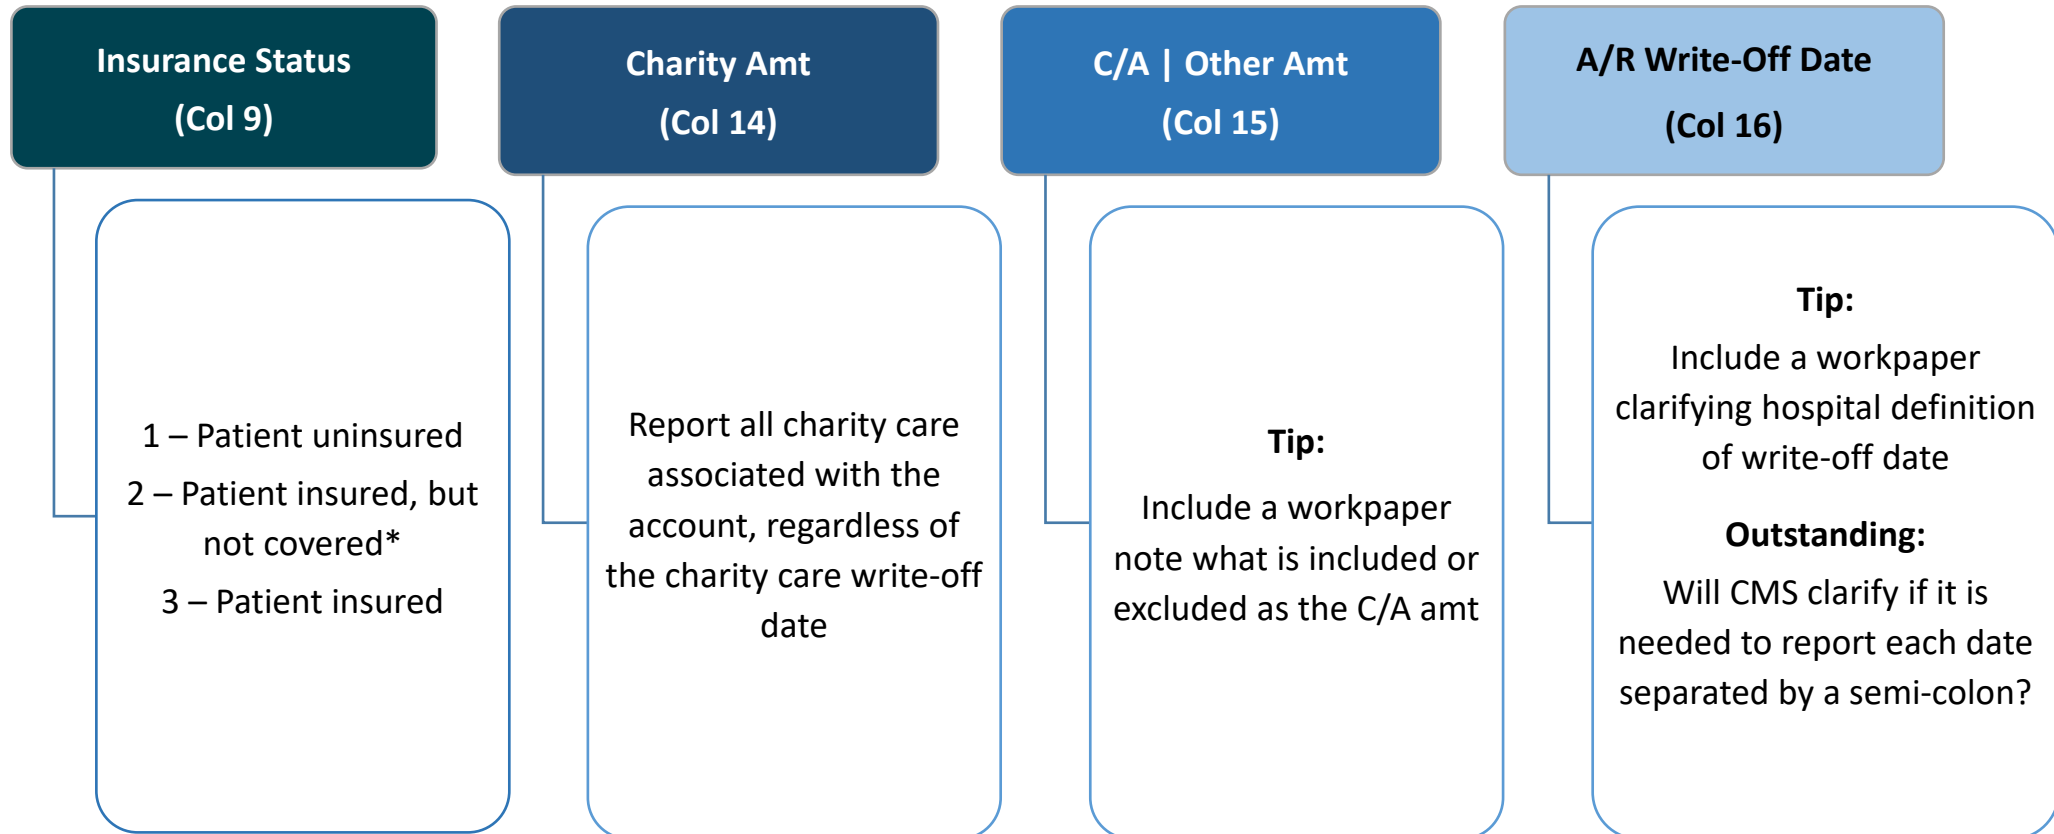 Insurance Status
(Col 9)
1 – Patient uninsured
2 – Patient insured, but
not covered*
3 – Patient insured
Charity Amt
(Col 14)
Report all charity care
associated with the
account, regardless of
the charity care write-off
date
C/A | Other Amt
(Col 15)
Tip:
Include a workpaper
note what is included or
excluded as the C/A amt
A/R Write-Off Date
(Col 16)
Tip:
Include a workpaper
clarifying hospital definition
of write-off date
Outstanding:
Will CMS clarify if it is
needed to report each date
separated by a semi-colon?